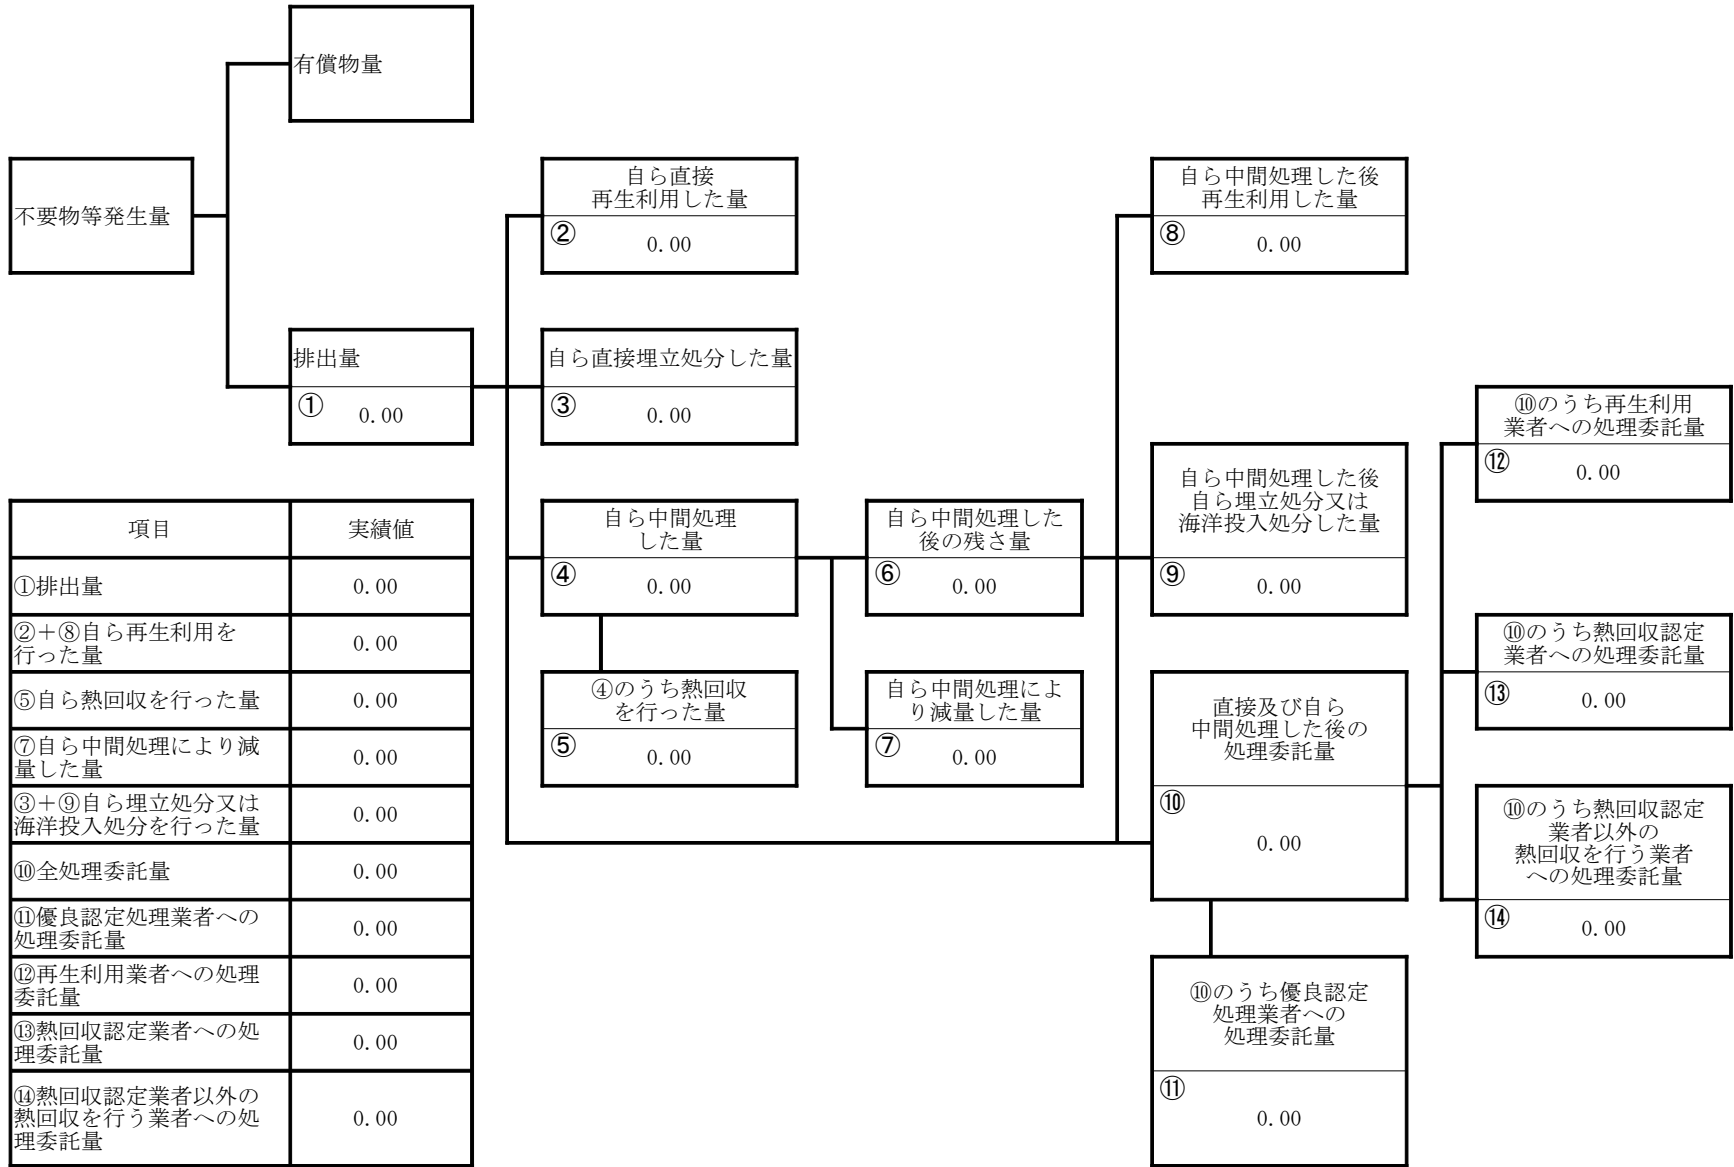 有償物量
不要物等発生量
自ら直接
再生利用した量
②
0.00
自ら中間処理した後
再生利用した量
⑧
0.00
排出量
①
0.00
自ら直接埋立処分した量
③
0.00
⑩のうち再生利用
業者への処理委託量
⑫
0.00
自ら中間処理
した量
④
0.00
自ら中間処理した
後の残さ量
⑥
0.00
自ら中間処理した後
自ら埋立処分又は
海洋投入処分した量
⑨
0.00
⑩のうち熱回収認定
業者への処理委託量
⑬
0.00
④のうち熱回収
を行った量
⑤
0.00
自ら中間処理によ
り減量した量
⑦
0.00
直接及び自ら
中間処理した後の
処理委託量
⑩
0.00
⑩のうち熱回収認定
業者以外の
熱回収を行う業者
への処理委託量
⑭
0.00
⑩のうち優良認定
処理業者への
処理委託量
⑪
0.00
項目 実績値
①排出量 0.00
②+⑧自ら再生利用を
行った量 0.00
⑤自ら熱回収を行った量 0.00
⑦自ら中間処理により減
量した量 0.00
③+⑨自ら埋立処分又は
海洋投入処分を行った量 0.00
⑩全処理委託量 0.00
⑪優良認定処理業者への
処理委託量 0.00
⑫再生利用業者への処理
委託量 0.00
⑬熱回収認定業者への処
理委託量 0.00
⑭熱回収認定業者以外の
熱回収を行う業者への処
理委託量 0.00